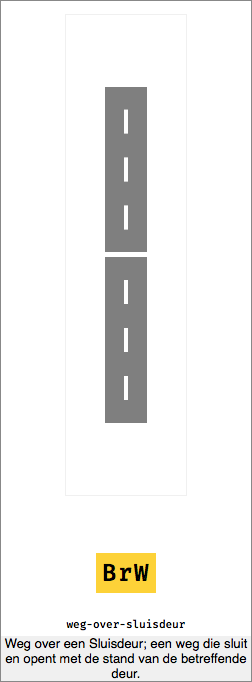 BrW
weg-over-sluisdeur
Weg over een Sluisdeur; een weg die sluit
en opent met de stand van de betreffende
deur.